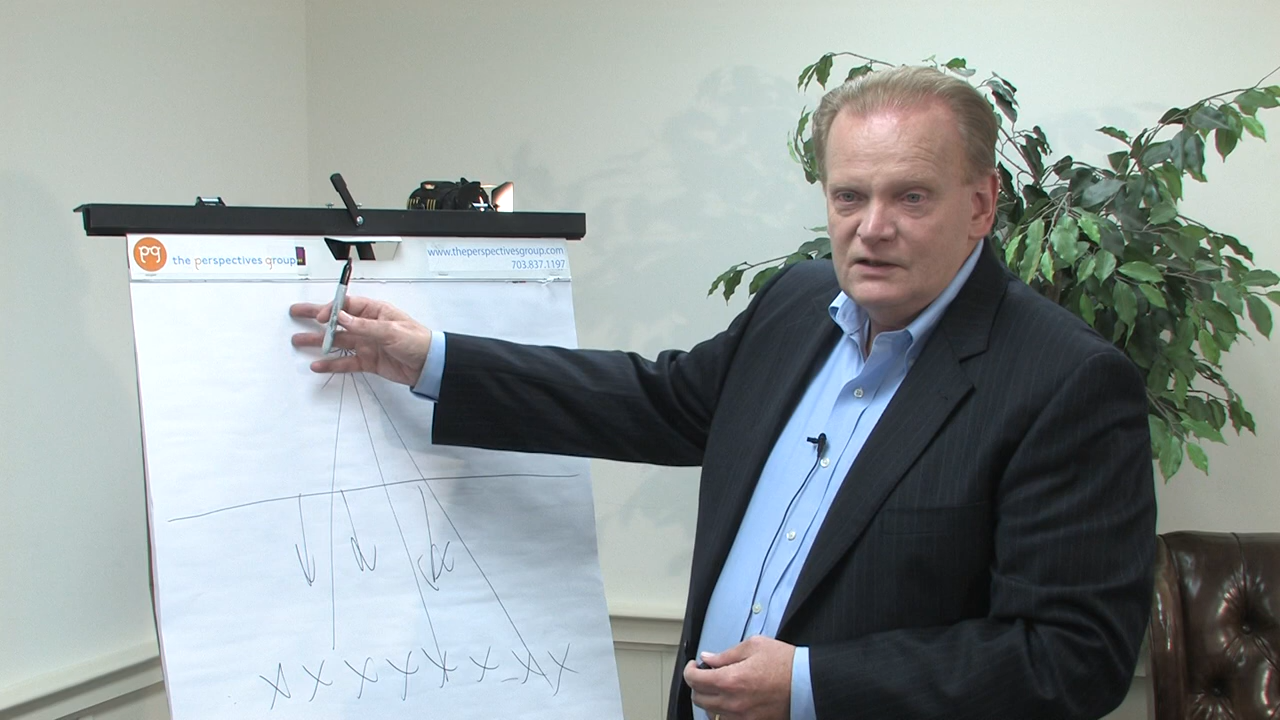 pg the perspectives group
www.theperspectivesgroup.com
703.837.1197
X X X X X X X X